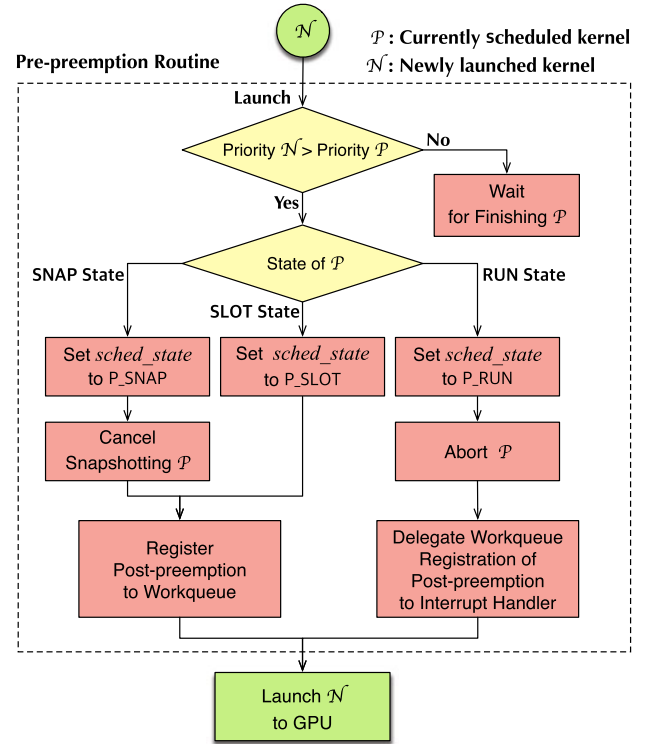 𝒩
𝒫 : Currently scheduled kernel
𝒩 : Newly launched kernel
Pre-preemption Routine
Launch
Priority 𝒩 > Priority 𝒫
No
Wait
for Finishing 𝒫
Yes
State of 𝒫
SNAP State
SLOT State
RUN State
Set sched_state
to P_SNAP
Set sched_state
to P_SLOT
Set sched_state
to P_RUN
Cancel
Snapshotting 𝒫
Abort 𝒫
Register
Post-preemption
to Workqueue
Delegate Workqueue
Registration of
Post-preemption
to Interrupt Handler
Launch 𝒩
to GPU